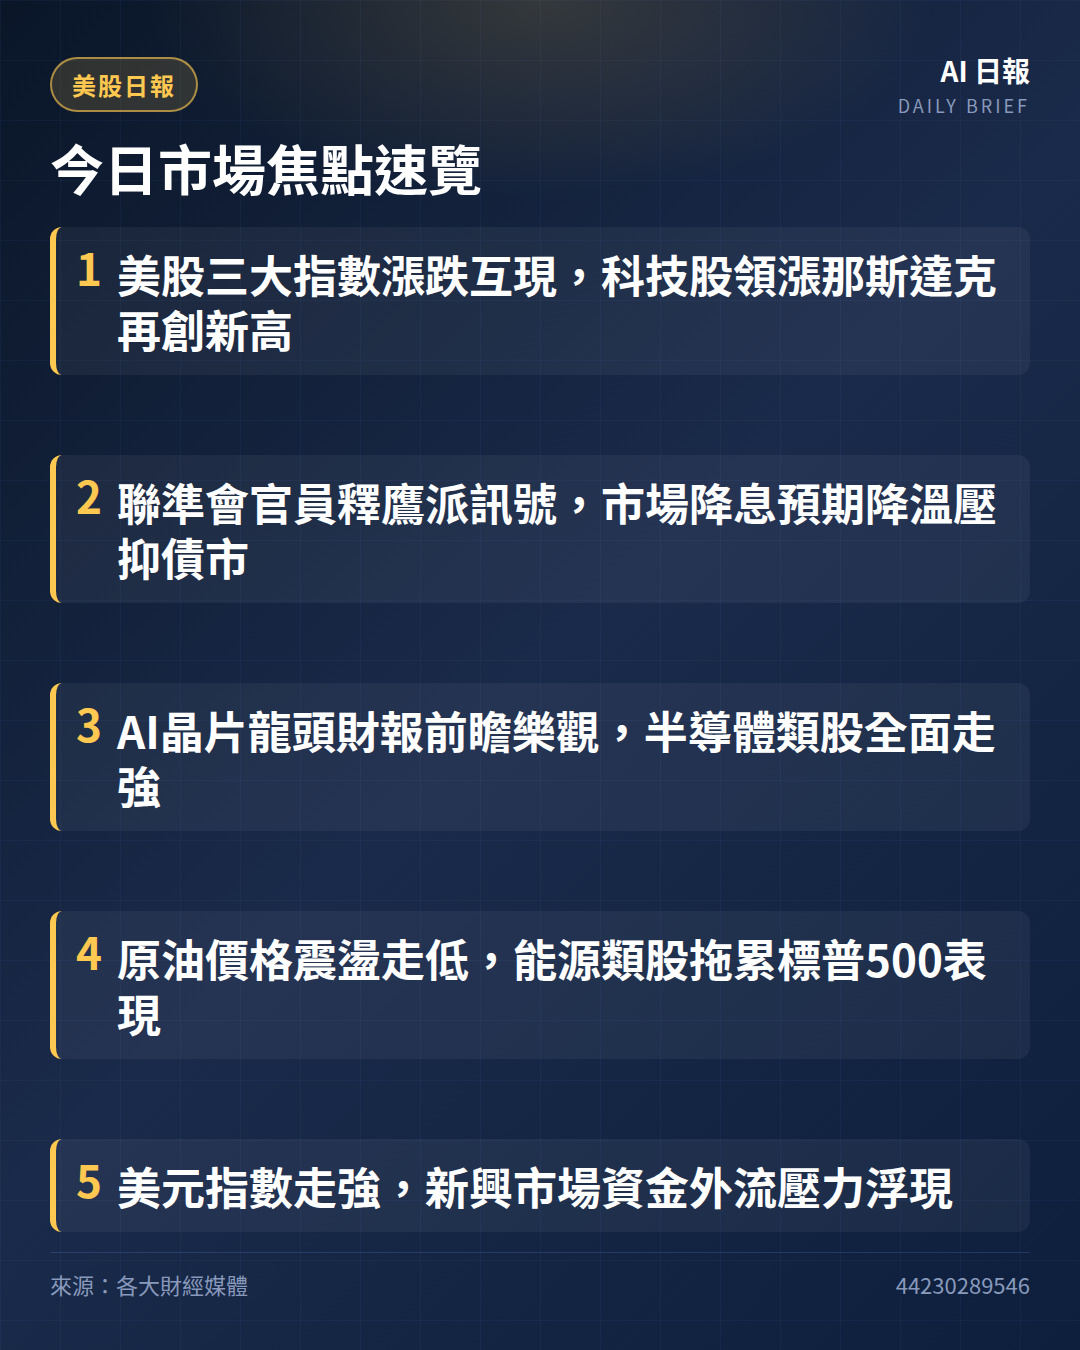 美股日報
AI 日報
DAILY BRIEF
今日市場焦點速覽
1 美股三大指數漲跌互現，科技股領漲那斯達克
再創新高
2 聯準會官員釋鷹派訊號，市場降息預期降溫壓
抑債市
3 AI晶片龍頭財報前瞻樂觀，半導體類股全面走
強
4 原油價格震盪走低，能源類股拖累標普500表
現
5 美元指數走強，新興市場資金外流壓力浮現
來源：各大財經媒體
44230289546